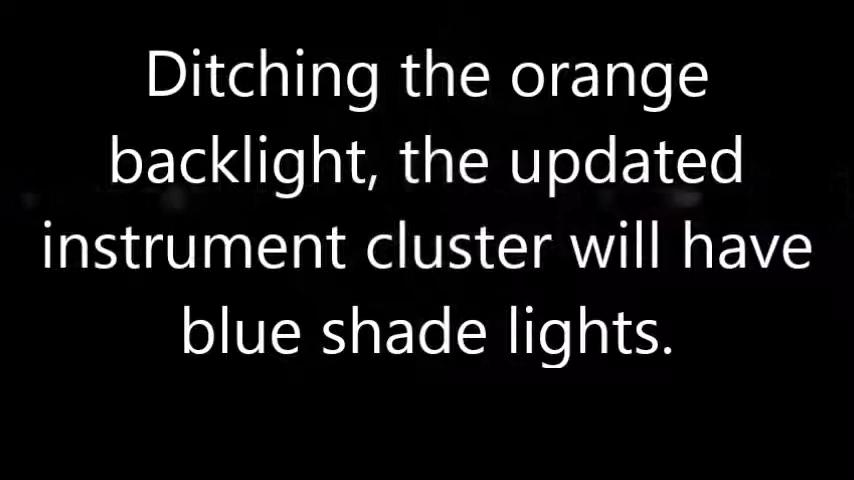 Ditching the orange
backlight, the updated
instrument cluster will have
blue shade lights.